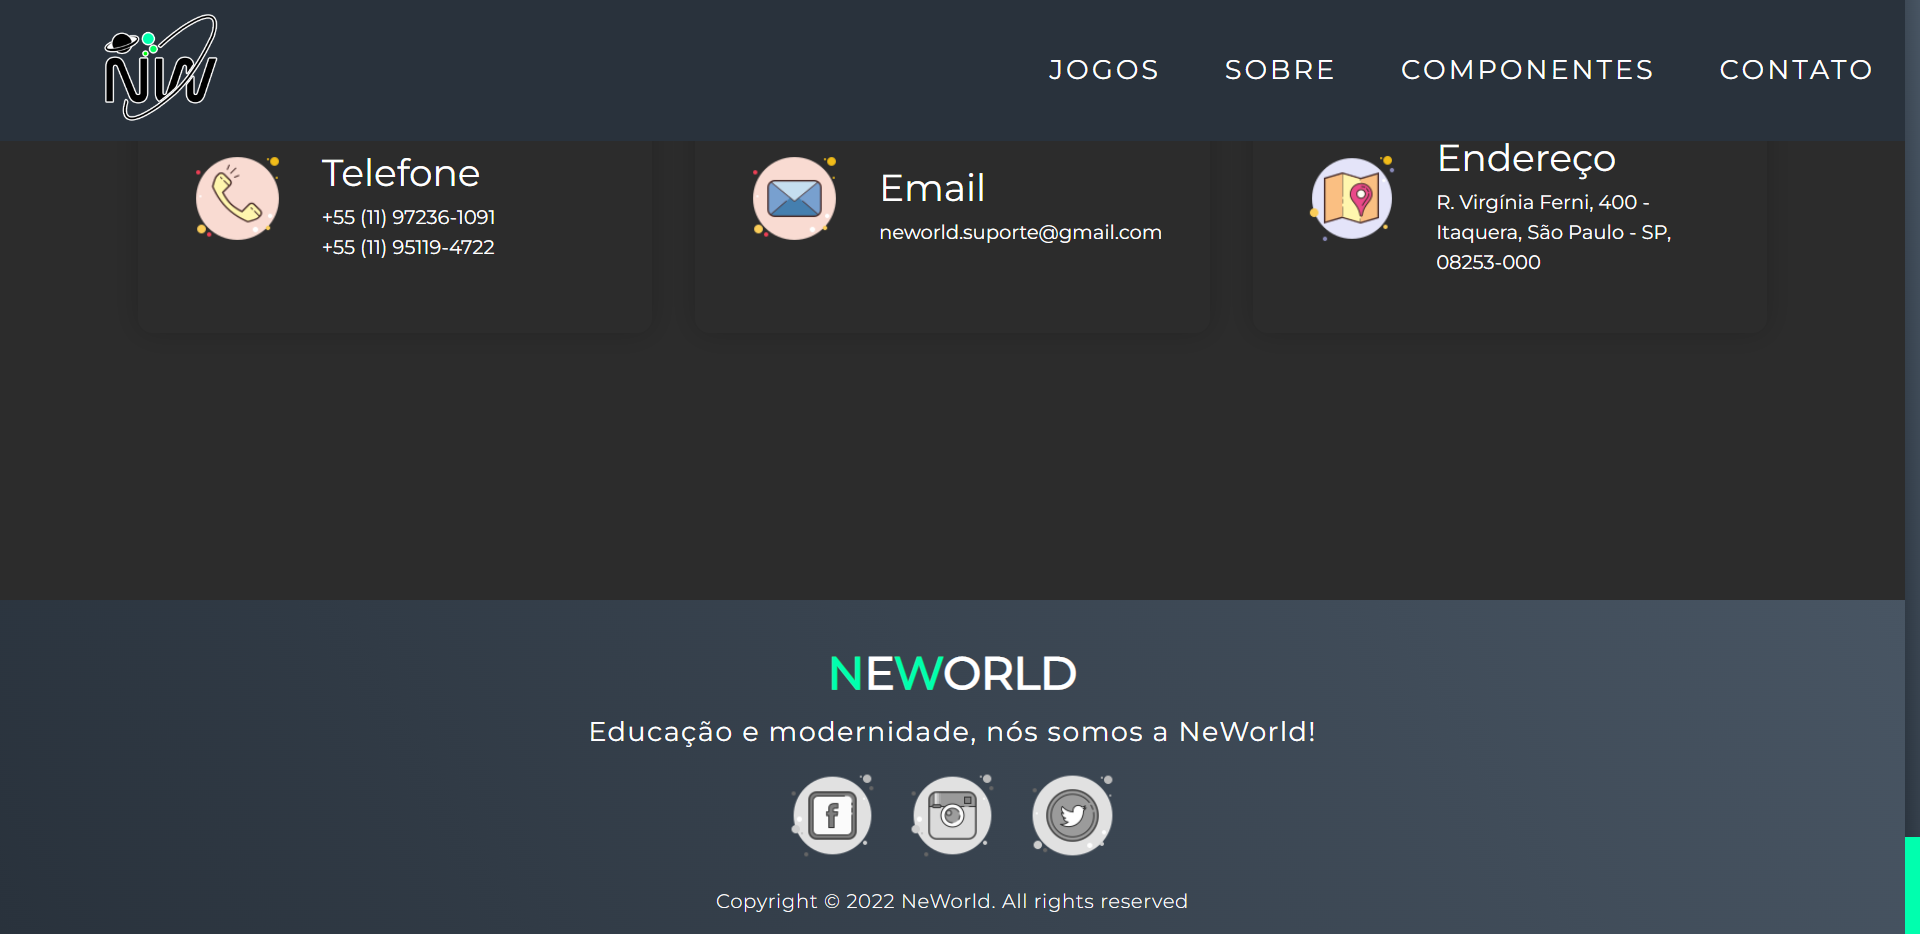 NW
JOGOS SOBRE COMPONENTES CONTATO
Telefone
+55 (11) 97236-1091
+55 (11) 95119-4722
Email
neworld.suporte@gmail.com
Endereço
R. Virgínia Ferni, 400 -
Itaquera, São Paulo - SP,
08253-000
NEWORLD
Educação e modernidade, nós somos a NeWorld!
f
Copyright © 2022 NeWorld. All rights reserved